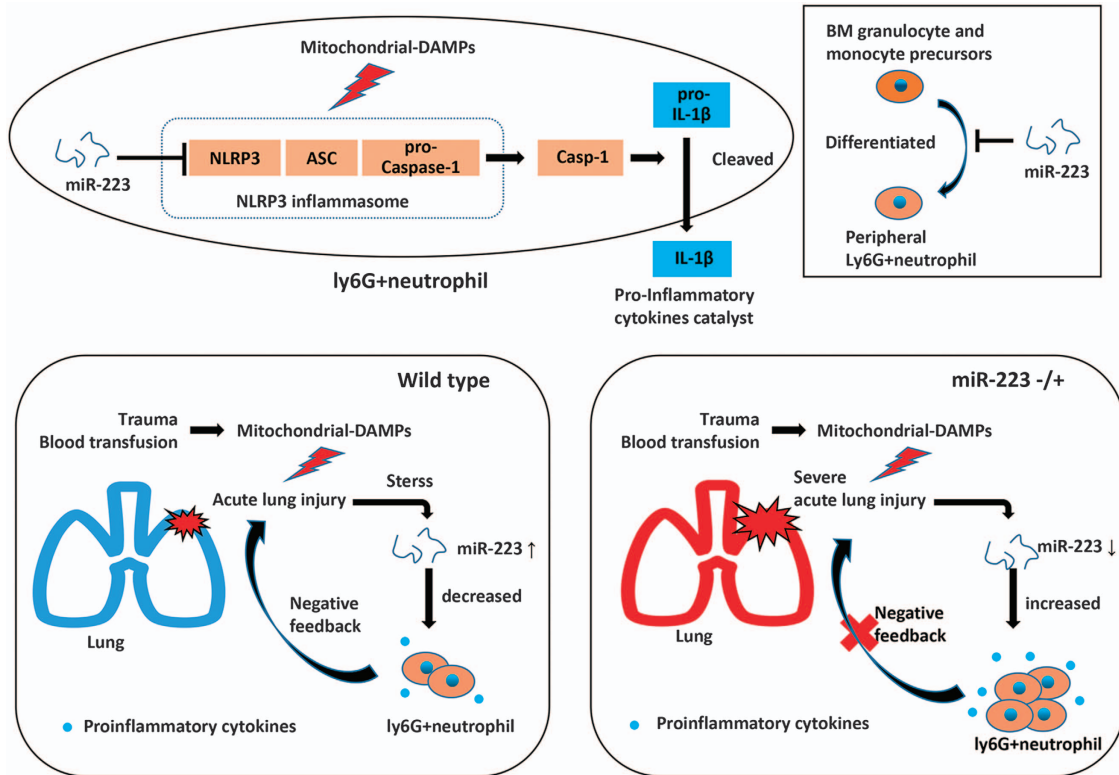 Mitochondrial-DAMPs
miR-223
NLRP3
ASC
pro-
Caspase-1
NLRP3 inflammasome
Casp-1
pro-
IL-1β
Cleaved
IL-1β
Pro-Inflammatory
cytokines catalyst
ly6G+neutrophil
BM granulocyte and
monocyte precursors
Differentiated
miR-223
Peripheral
Ly6G+neutrophil
Wild type
Trauma
Blood transfusion
Mitochondrial-DAMPs
Acute lung injury
Sterss
miR-223 ↑
decreased
Negative
feedback
Lung
Proinflammatory cytokines
ly6G+neutrophil
miR-223 -/+
Trauma
Blood transfusion
Mitochondrial-DAMPs
Severe
acute lung injury
miR-223 ↓
increased
Negative
feedback
Lung
Proinflammatory cytokines
ly6G+neutrophil